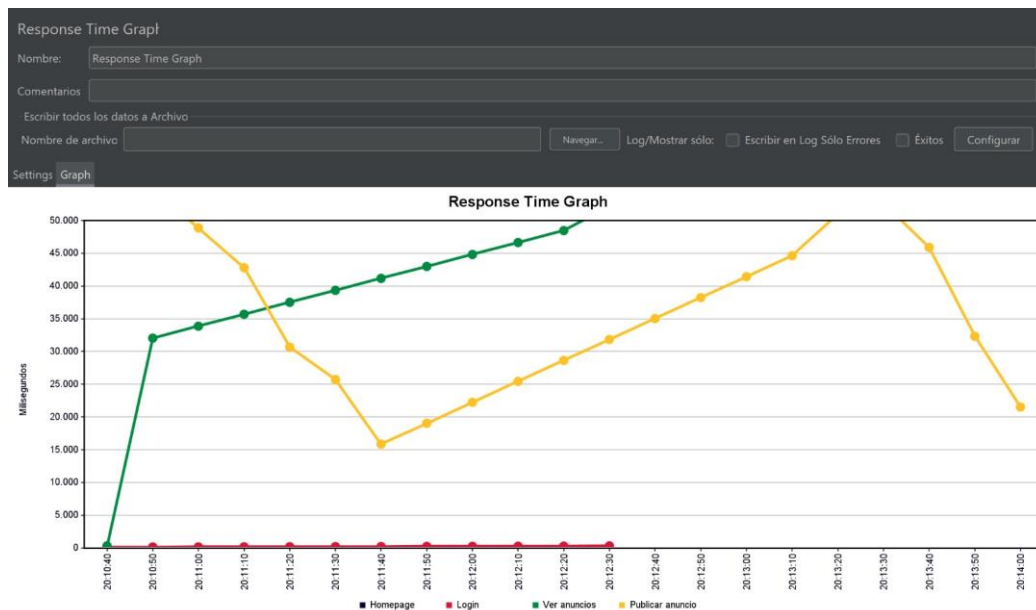 Response Time Graph
Nombre: Response Time Graph
Comentarios
Escribir todos los datos a Archivo
Nombre de archivo Navegar... Log/Mostrar sólo: Escribir en Log Sólo Errores Éxitos Configurar
Settings Graph
Response Time Graph
50.000
45.000
40.000
35.000
30.000
25.000
20.000
15.000
10.000
5.000
0
Milisegundos
20:10:40 20:10:50 20:11:00 20:11:10 20:11:20 20:11:30 20:11:40 20:11:50 20:12:00 20:12:10 20:12:20 20:12:30 20:12:40 20:12:50 20:13:00 20:13:10 20:13:20 20:13:30 20:13:40 20:13:50 20:14:00
Homepage Login Ver anuncios Publicar anuncio